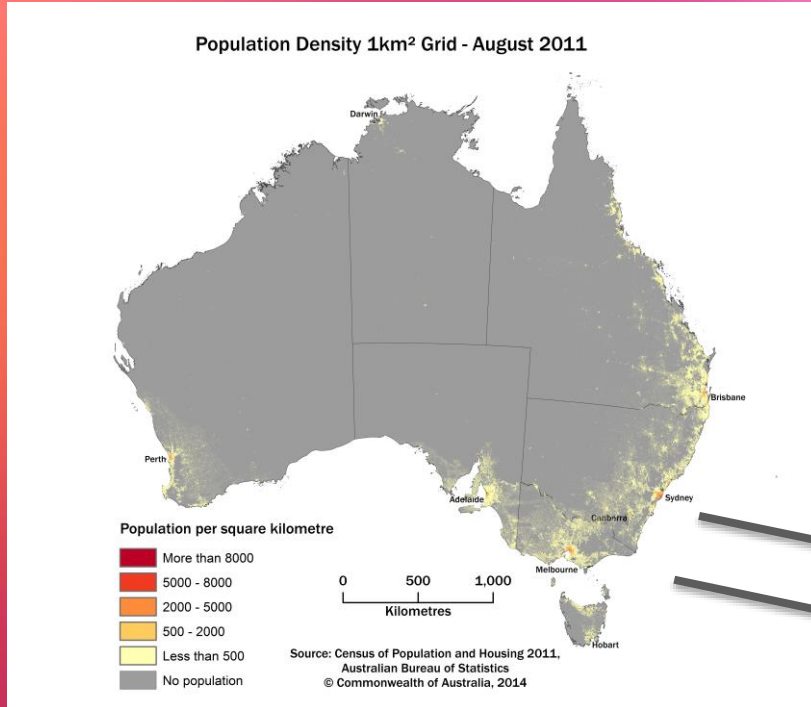 Population Density 1km² Grid - August 2011
Darwin
Brisbane
Perth
Adelaide
Sydney
Canberra
Melbourne
Hobart
Population per square kilometre
More than 8000
5000 - 8000
2000 - 5000
500 - 2000
Less than 500
No population
0 500 1,000
Kilometres
Source: Census of Population and Housing 2011,
Australian Bureau of Statistics
© Commonwealth of Australia, 2014